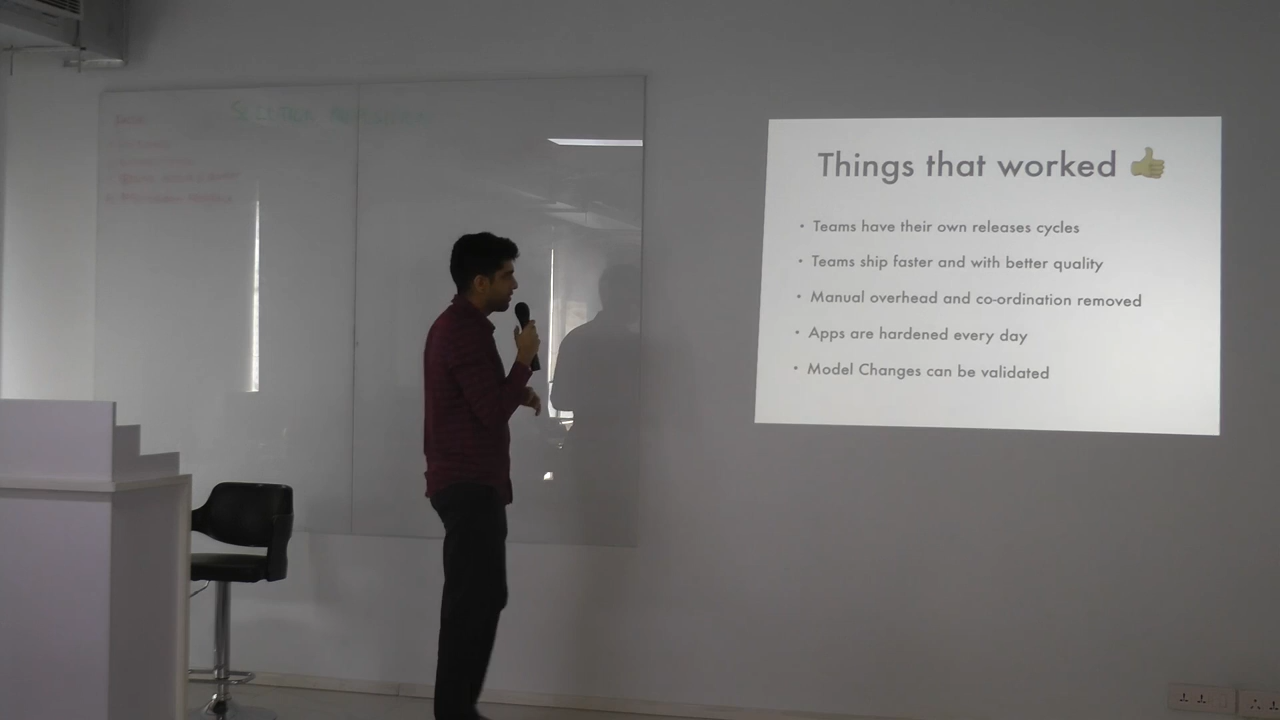 Things that worked 👍
• Teams have their own releases cycles
• Teams ship faster and with better quality
• Manual overhead and co-ordination removed
• Apps are hardened every day
• Model Changes can be validated